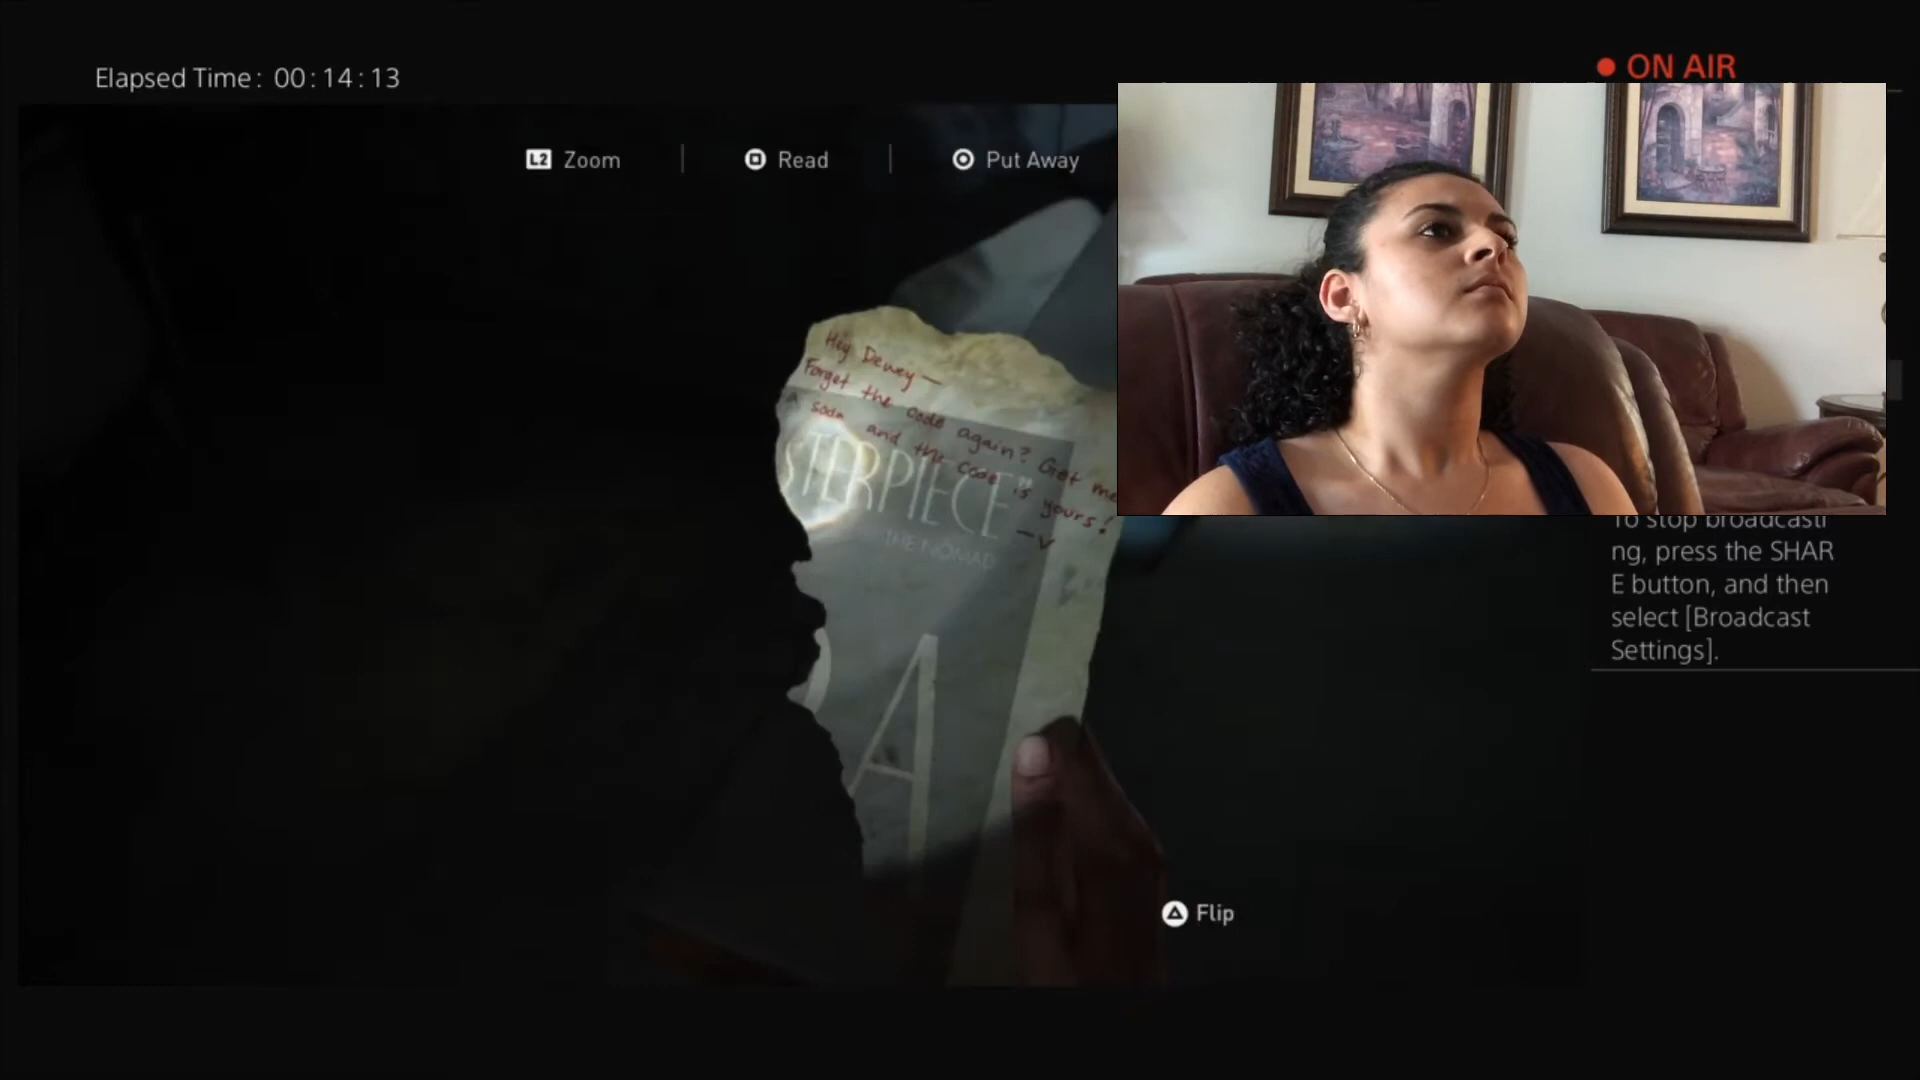 Elapsed Time: 00:14:13
ON AIR
L2 Zoom
Read
Put Away
Hey Dewey —
Forget the code again? Get me
A soda and the code is yours!
—V
STERPIECE"
THE NOMAD
A
To stop broadcasti
ng, press the SHAR
E button, and then
select [Broadcast
Settings].
Flip